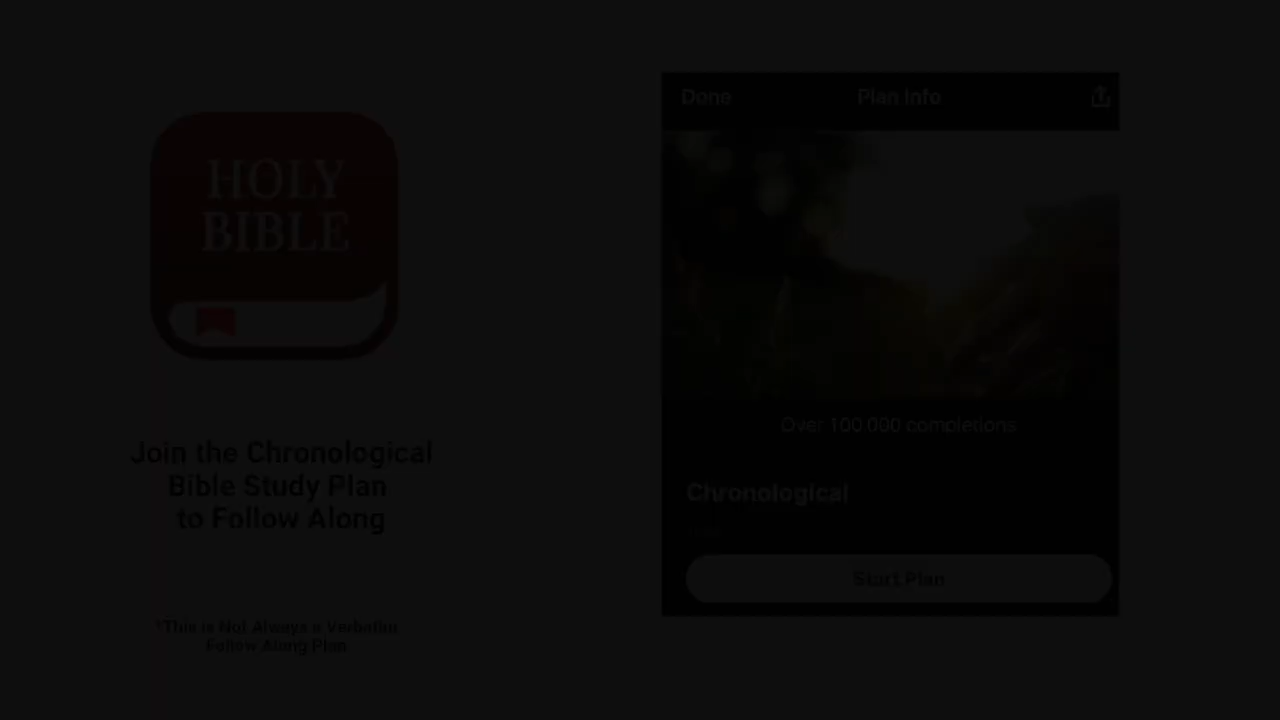 HOLY
BIBLE
Join the Chronological
Bible Study Plan
to Follow Along
*This is Not Always a Verbatim
Follow Along Plan
Done
Plan Info
Over 100,000 completions
Chronological
Start Plan